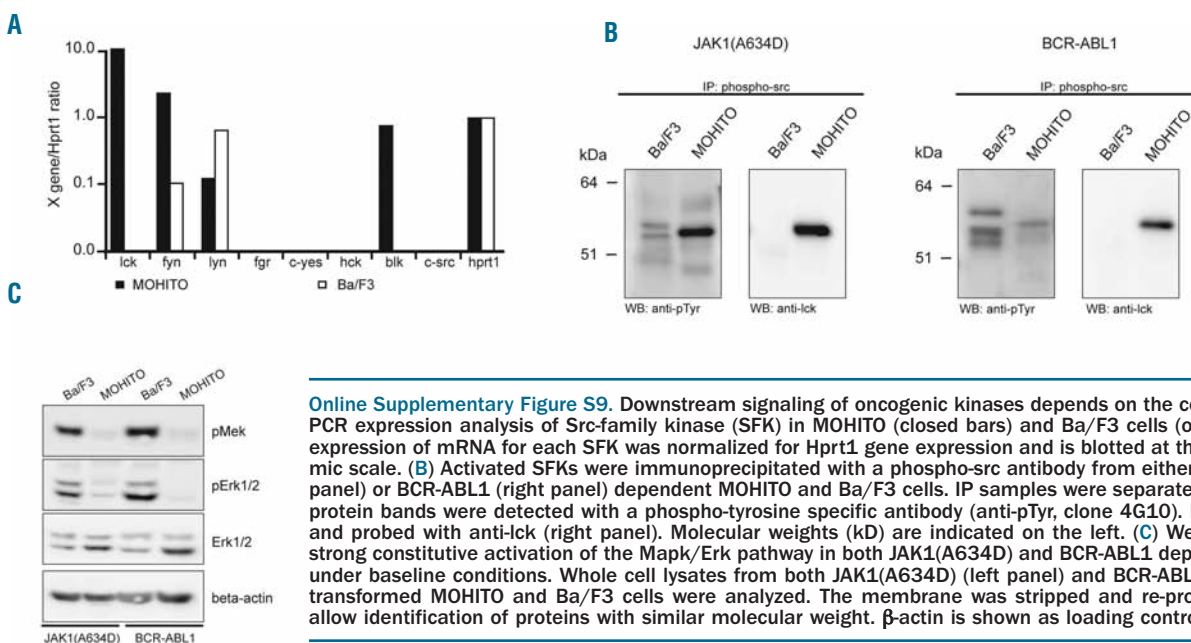 A
X gene/Hprt1 ratio
10.0
1.0
0.1
0.0
lck fyn lyn fgr c-yes hck blk c-src hprt1
MOHITO Ba/F3
B
JAK1(A634D) BCR-ABL1
IP: phospho-src IP: phospho-src
Ba/F3 MOHITO Ba/F3 MOHITO Ba/F3 MOHITO Ba/F3 MOHITO
kDa kDa
64 64
51 51
WB: anti-pTyr WB: anti-lck WB: anti-pTyr WB: anti-lck
C
Ba/F3 MOHITO Ba/F3 MOHITO
pMek
pErk1/2
Erk1/2
beta-actin
JAK1(A634D) BCR-ABL1
Online Supplementary Figure S9. Downstream signaling of oncogenic kinases depends on the
PCR expression analysis of Src-family kinase (SFK) in MOHITO (closed bars) and Ba/F3 cells
expression of mRNA for each SFK was normalized for Hprt1 gene expression and is blotted at
mic scale. (B) Activated SFKs were immunoprecipitated with a phospho-src antibody from either
panel) or BCR-ABL1 (right panel) dependent MOHITO and Ba/F3 cells. IP samples were
protein bands were detected with a phospho-tyrosine specific antibody (anti-pTyr, clone 4G10).
and probed with anti-lck (right panel). Molecular weights (kD) are indicated on the left. (C)
strong constitutive activation of the Mapk/Erk pathway in both JAK1(A634D) and BCR-ABL1
under baseline conditions. Whole cell lysates from both JAK1(A634D) (left panel) and
transformed MOHITO and Ba/F3 cells were analyzed. The membrane was stripped and
allow identification of proteins with similar molecular weight. β-actin is shown as loading